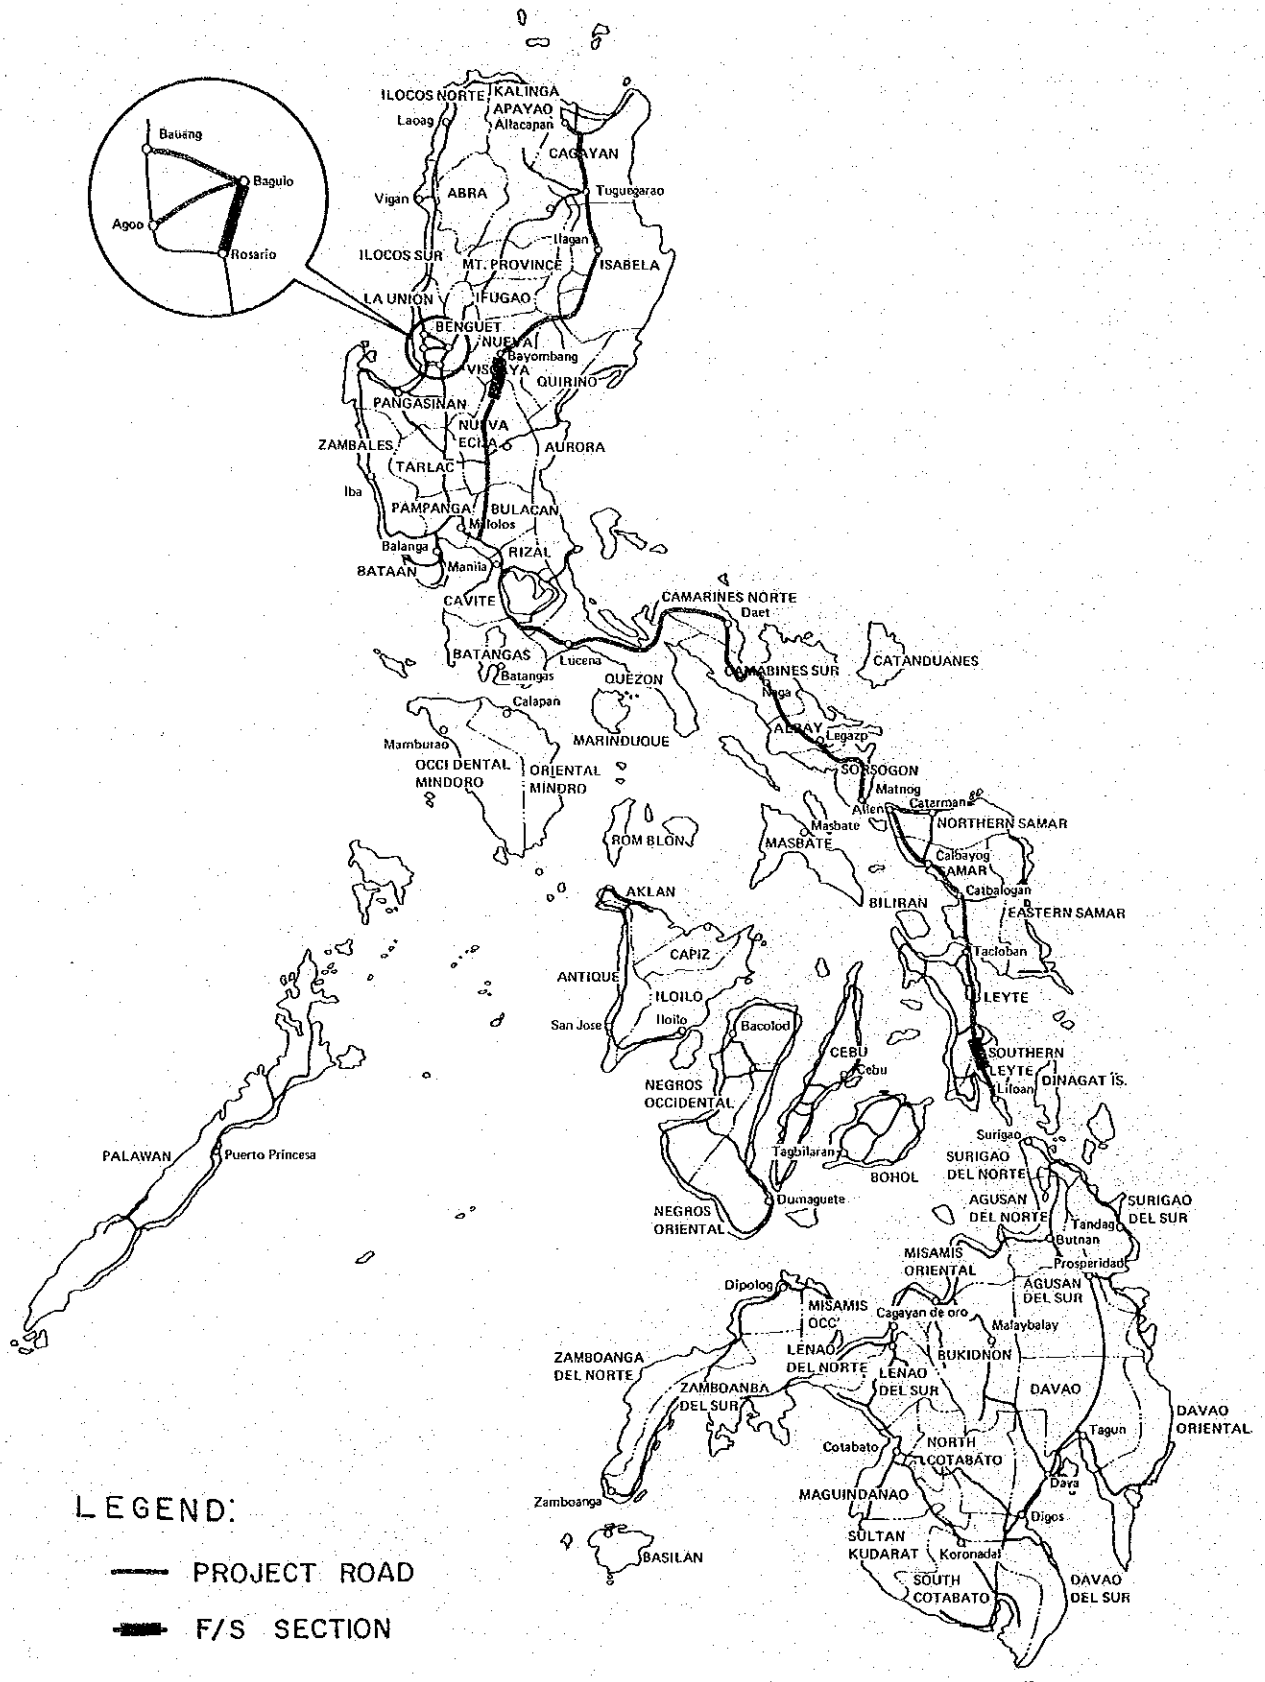 ILOCOS NORTE
KALINGA
APAYAO
Laoag
Allacapan
CAGAYAN
Bauang
Baguio
Agoo
Rosario
Vigan
ABRA
Tuguegarao
Ilagan
ILOCOS SUR
MT. PROVINCE
ISABELA
LA UNION
IFUGAO
BENGUET
NUEVA
Bayombang
VISCAYA
QUIRINO
PANGASINAN
NUEVA
ECIJA
ZAMBALES
AURORA
TARLAC
Iba
PAMPANGA
BULACAN
Mlolos
Balanga
RIZAL
Manila
BATAAN
CAVITE
CAMARINES NORTE
Daet
BATANGAS
Lucena
Batangas
QUEZON
CAMABINES SUR
CATANDUANES
Naga
Calapan
MARINDUQUE
ALBAY
Legazp
Mamburao
OCCIDENTAL
MINDORO
ORIENTAL
MINDRO
SORSOGON
Matnog
Allen
Catarman
NORTHERN SAMAR
ROM BLON
Masbate
MASBATE
Calbayog
SAMAR
Catbalogan
AKLAN
BILIRAN
EASTERN SAMAR
CAPIZ
Tacloban
ANTIQUE
ILOILO
LEYTE
San Jose
Iloilo
Bacolod
CEBU
Cebu
SOUTHERN
LEYTE
Liloan
DINAGAT IS.
NEGROS
OCCIDENTAL
Surigao
PALAWAN
Puerto Princesa
Tagbilaran
BOHOL
SURIGAO
DEL NORTE
NEGROS
ORIENTAL
Dumaguete
AGUSAN
DEL NORTE
SURIGAO
DEL SUR
Tandag
Butnan
MISAMIS
ORIENTAL
Prosperidad
AGUSAN
DEL SUR
Dipolog
MISAMIS
OCC'
Cagayan de oro
Malaybalay
ZAMBOANGA
DEL NORTE
LENAO
DEL NORTE
BUKIDNON
LENAO
DEL SUR
ZAMBOANBA
DEL SUR
DAVAO
DAVAO
ORIENTAL
Cotabato
NORTH
COTABATO
Tagun
Dava
Zamboanga
MAGUINDANAO
Digos
SULTAN
KUDARAT
Koronadal
BASILAN
SOUTH
COTABATO
DAVAO
DEL SUR
LEGEND:
PROJECT ROAD
F/S SECTION